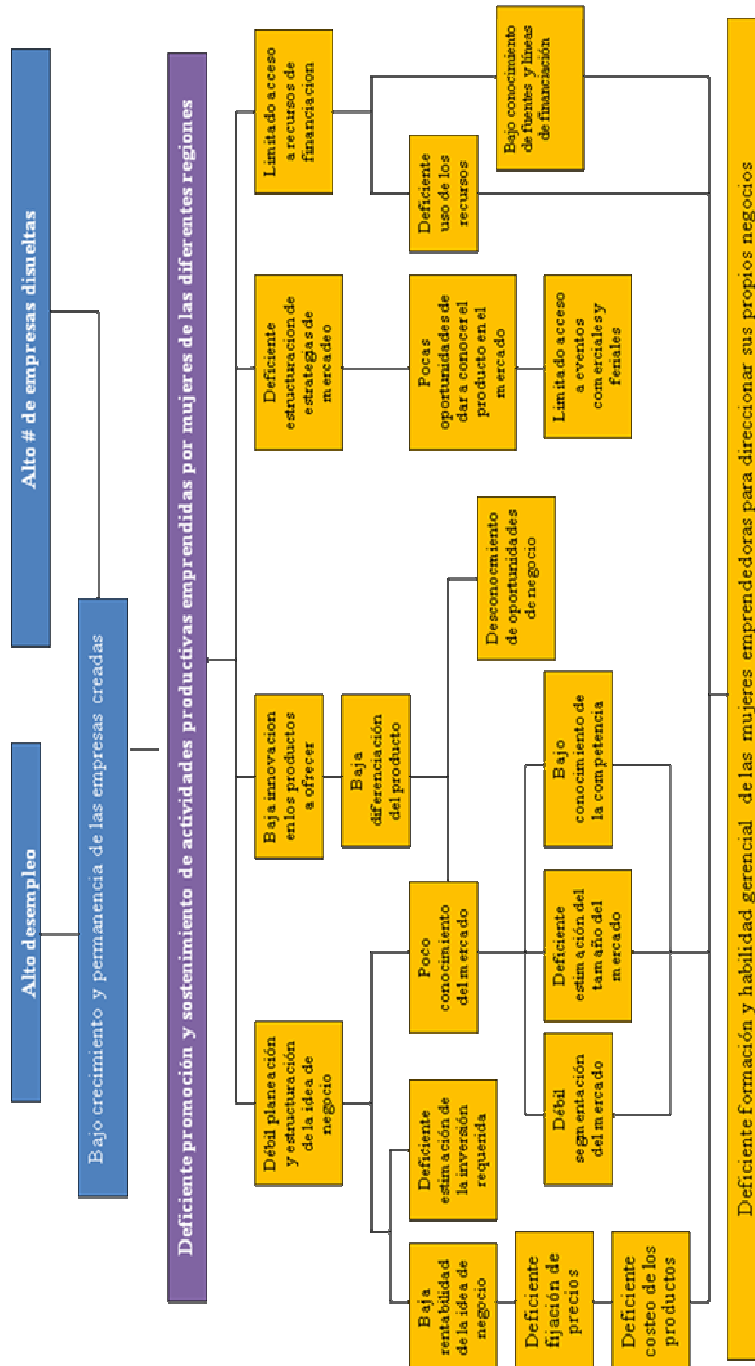 Alto desempleo
Alto # de empresas disueltas
Bajo crecimiento y permanencia de las empresas creadas
Deficiente promoción y sostenimiento de actividades productivas emprendidas por mujeres de las diferentes regiones
Débil planeación
y estructuración
de la idea de
negocio
Baja innovacion
en los productos
a ofrecer
Deficiente
estructuración de
estrategas de
mercadeo
Limitado acceso
a recursos de
financiacion
Baja
diferenciación
del producto
Baja
rentabilidad
de la idea de
negocio
Deficiente
estimación de
la inversión
requerida
Poco
conocimiento
del mercado
Pocas
oportunidades de
dar a conocer el
producto en el
mercado
Deficiente
uso de los
recursos
Bajo conocimiento
de fuentes y líneas
de financiación
Desconocimiento
de oportunidades
de negocio
Deficiente
fijación de
precios
Débil
segmentación
del mercado
Deficiente
estimación del
tamaño del
mercado
Bajo
conocimiento de
la competencia
Limitado acceso
a eventos
comerciales y
feriales
Deficiente
costeo de los
productos
Deficiente formación y habilidad gerencial de las mujeres emprendedoras para direccionar sus propios negocios